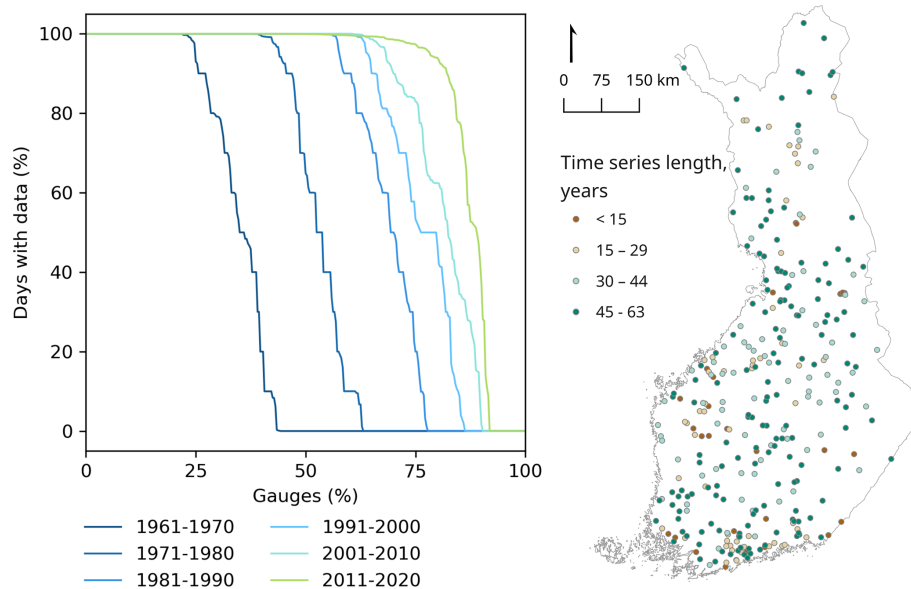 100
80
60
40
20
0
Days with data (%)
0 25 50 75 100
Gauges (%)
1961-1970
1971-1980
1981-1990
1991-2000
2001-2010
2011-2020
0 75 150 km
Time series length,
years
< 15
15 – 29
30 – 44
45 - 63